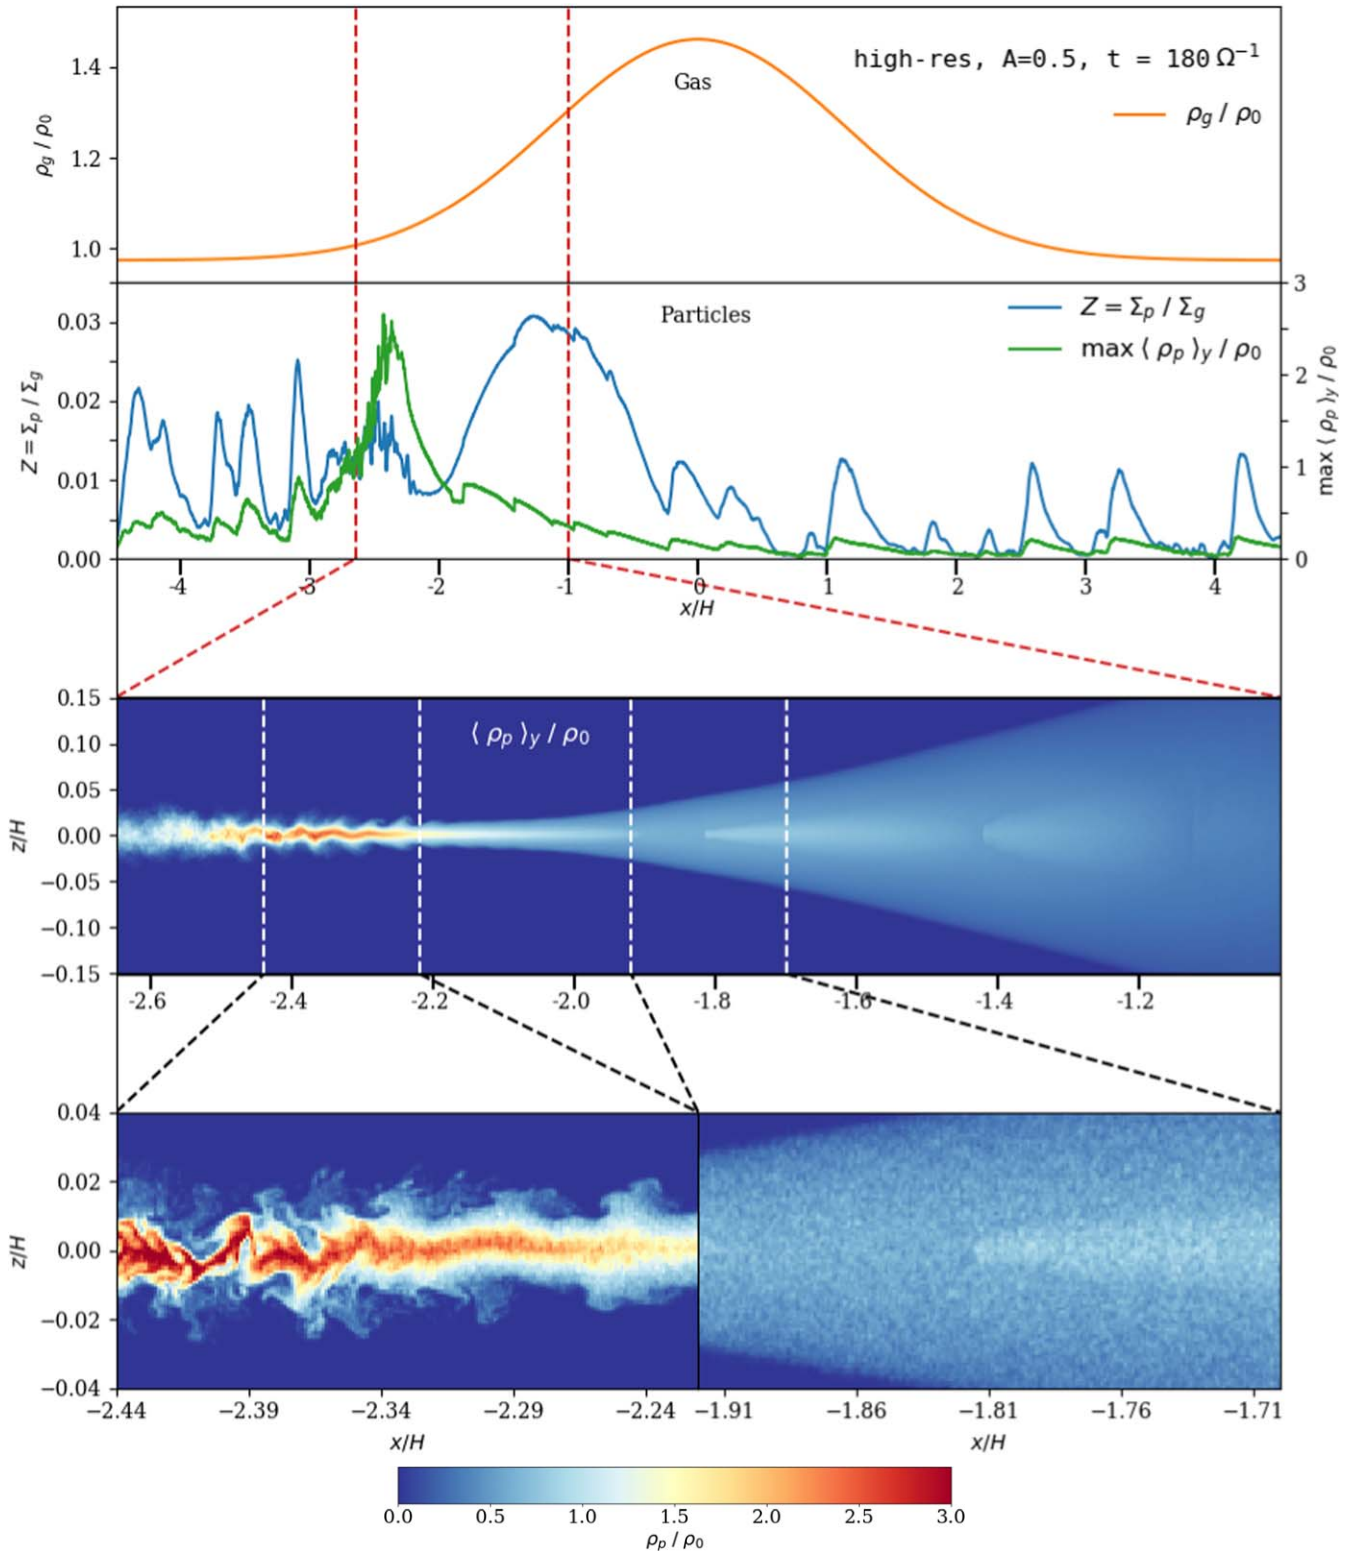 high-res, A=0.5, t = 180 Ω⁻¹
Gas
ρg / ρ0
ρg / ρ0
1.4
1.2
1.0
3
Particles
Z = Σp / Σg
max ⟨ ρp ⟩y / ρ0
0.03
0.02
0.01
0.00
Z = Σp / Σg
2
1
0
max ⟨ ρp ⟩y / ρ0
-4 -3 -2 -1 0 1 2 3 4
x/H
0.15
0.10
0.05
0.00
−0.05
−0.10
−0.15
z/H
⟨ ρp ⟩y / ρ0
-2.6 -2.4 -2.2 -2.0 -1.8 -1.6 -1.4 -1.2
0.04
0.02
0.00
−0.02
−0.04
z/H
−2.44 −2.39 −2.34 −2.29 −2.24 −1.91 −1.86 −1.81 −1.76 −1.71
x/H x/H
0.0 0.5 1.0 1.5 2.0 2.5 3.0
ρp / ρ0